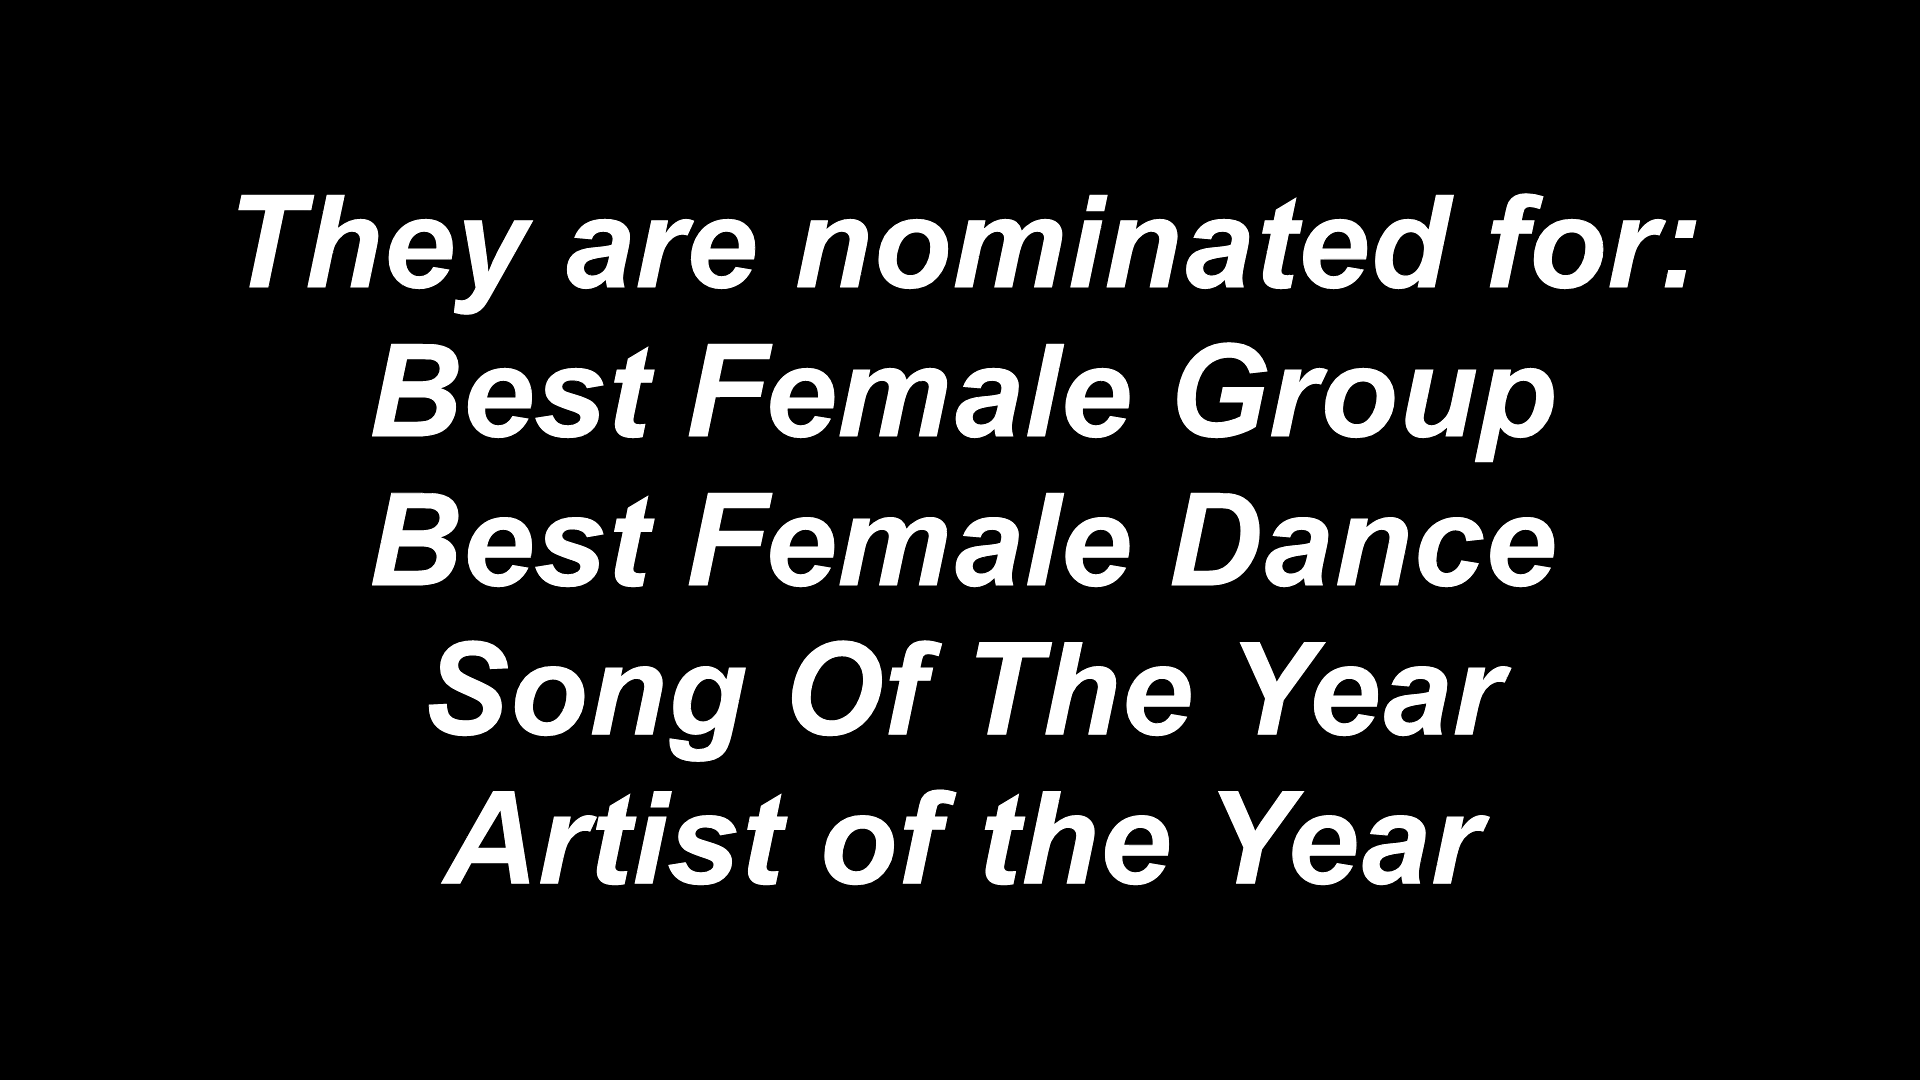 They are nominated for:
Best Female Group
Best Female Dance
Song Of The Year
Artist of the Year